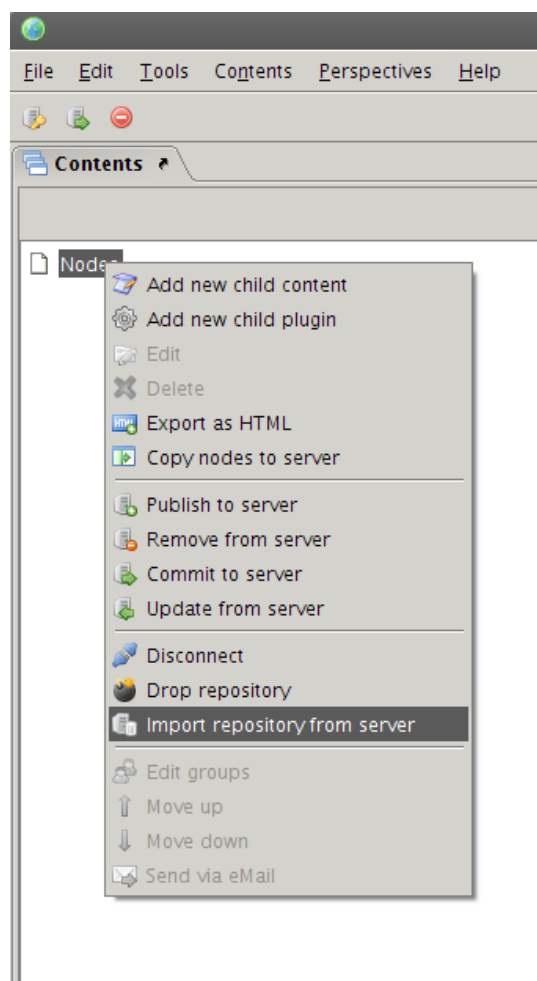 File Edit Tools Contents Perspectives Help
Contents
Nodes
Add new child content
Add new child plugin
Edit
Delete
Export as HTML
Copy nodes to server
Publish to server
Remove from server
Commit to server
Update from server
Disconnect
Drop repository
Import repository from server
Edit groups
Move up
Move down
Send via eMail